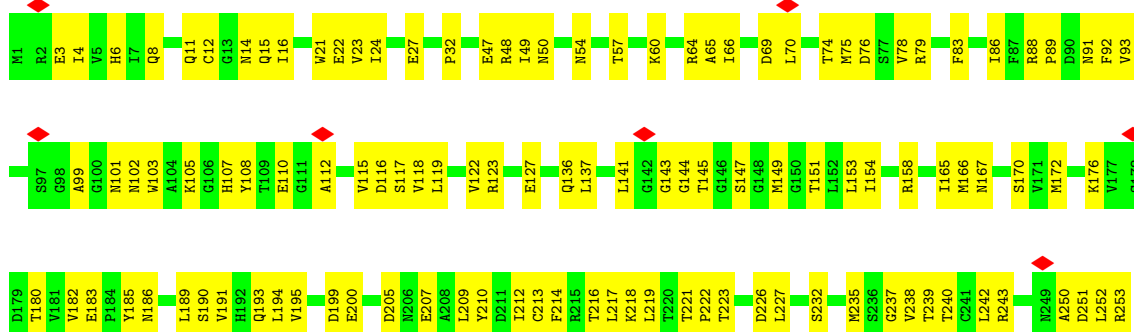 M1 R2 E3 I4 V5 H6 I7 Q8 Q11 C12 G13 N14 Q15 I16 W21 E22 V23 I24 E27 P32 E47 R48 I49 N50 N54 T57 K60 R64 A65 I66 D69 L70 T74 M75 D76 S77 V78 R79 F83 I86 F87 R88 P89 D90 N91 F92 V93
S97 G98 A99 G100 N101 N102 W103 A104 K105 G106 H107 Y108 T109 E110 G111 A112 V115 D116 S117 V118 L119 V122 R123 E127 Q136 L137 L141 G142 G143 G144 T145 G146 S147 G148 M149 G150 T151 L152 L153 I154 R158 I165 M166 N167 S170 V171 M172 K176 V177
D179 T180 V181 V182 E183 P184 Y185 N186 L189 S190 V191 H192 Q193 L194 V195 D199 E200 D205 N206 E207 A208 L209 Y210 D211 I212 C213 F214 R215 T216 L217 K218 L219 T220 T221 P222 T223 D226 L227 S232 M235 S236 G237 V238 T239 T240 C241 L242 R243 N249 A250 D251 L252 R253